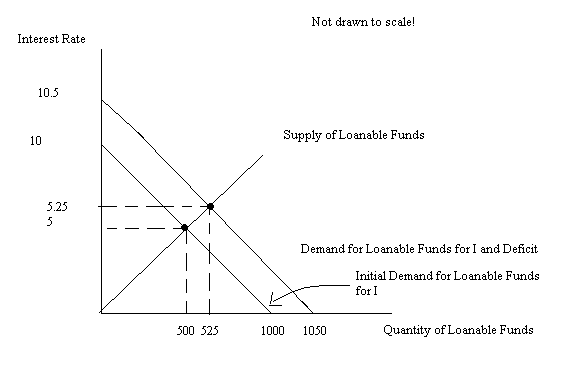 Not drawn to scale!
Interest Rate
10.5
Supply of Loanable Funds
10
5.25
5
Demand for Loanable Funds for I and Deficit
Initial Demand for Loanable Funds
for I
500 525 1000 1050 Quantity of Loanable Funds